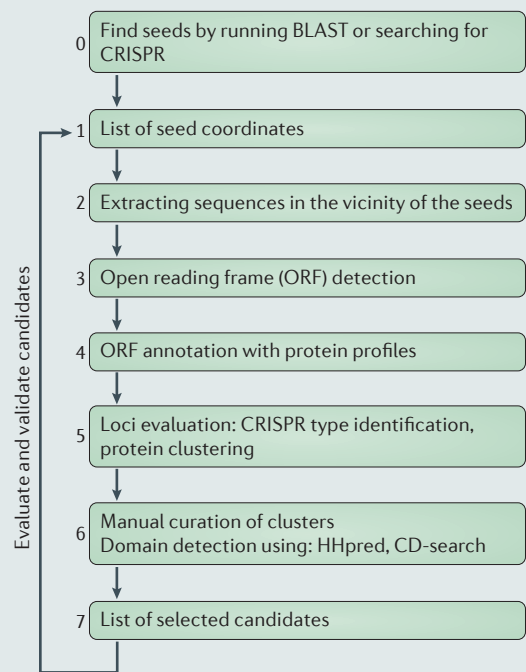 0
Find seeds by running BLAST or searching for
CRISPR
1
List of seed coordinates
2
Extracting sequences in the vicinity of the seeds
3
Open reading frame (ORF) detection
4
ORF annotation with protein profiles
5
Loci evaluation: CRISPR type identification,
protein clustering
6
Manual curation of clusters
Domain detection using: HHpred, CD-search
7
List of selected candidates
Evaluate and validate candidates